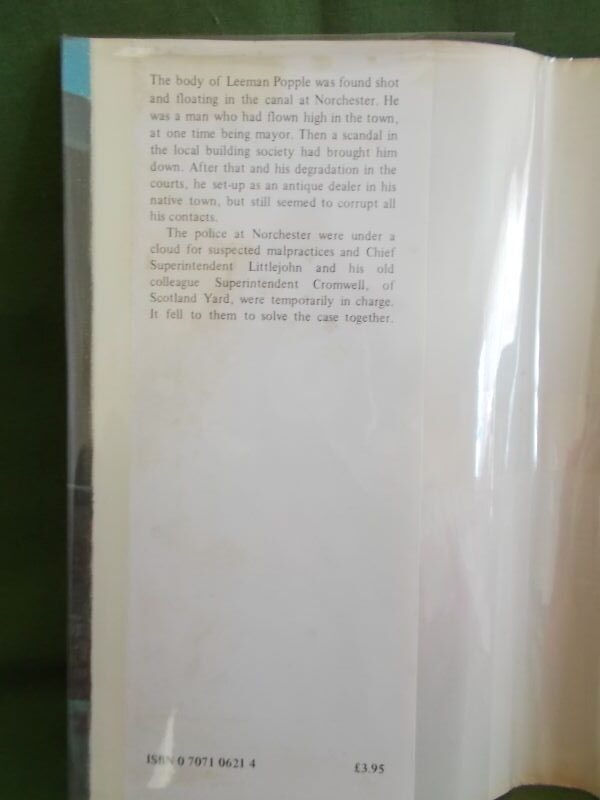 The body of Leeman Popple was found shot
and floating in the canal at Norchester. He
was a man who had flown high in the town,
at one time being mayor. Then a scandal in
the local building society had brought him
down. After that and his degradation in the
courts, he set-up as an antique dealer in his
native town, but still seemed to corrupt all
his contacts.
The police at Norchester were under a
cloud for suspected malpractices and Chief
Superintendent Littlejohn and his old
colleague Superintendent Cromwell, of
Scotland Yard, were temporarily in charge.
It fell to them to solve the case together.
ISBN 0 7071 0621 4
£3.95